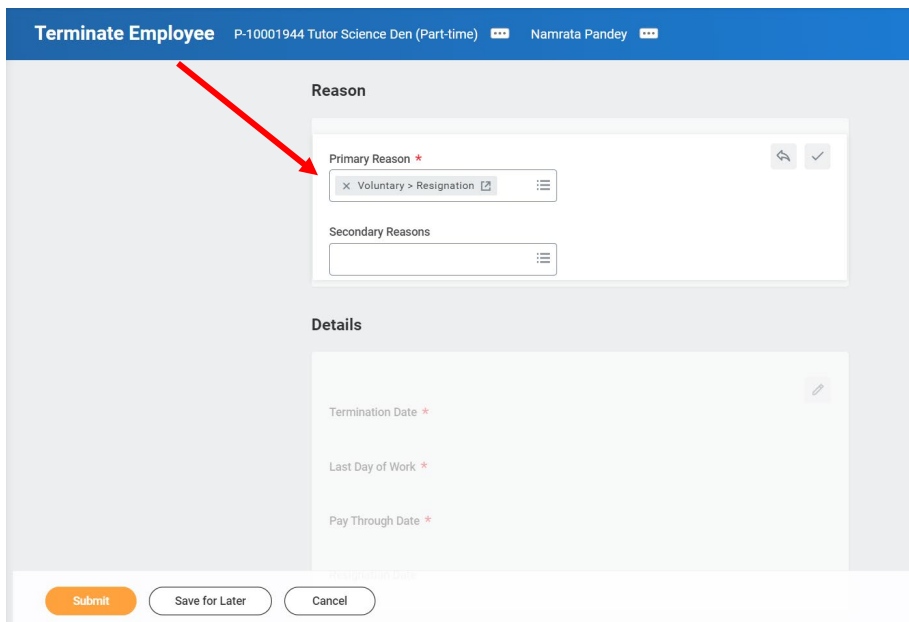 Terminate Employee P-10001944 Tutor Science Den (Part-time) Namrata Pandey
Reason
Primary Reason *
× Voluntary > Resignation
Secondary Reasons
Details
Termination Date *
Last Day of Work *
Pay Through Date *
Submit Save for Later Cancel